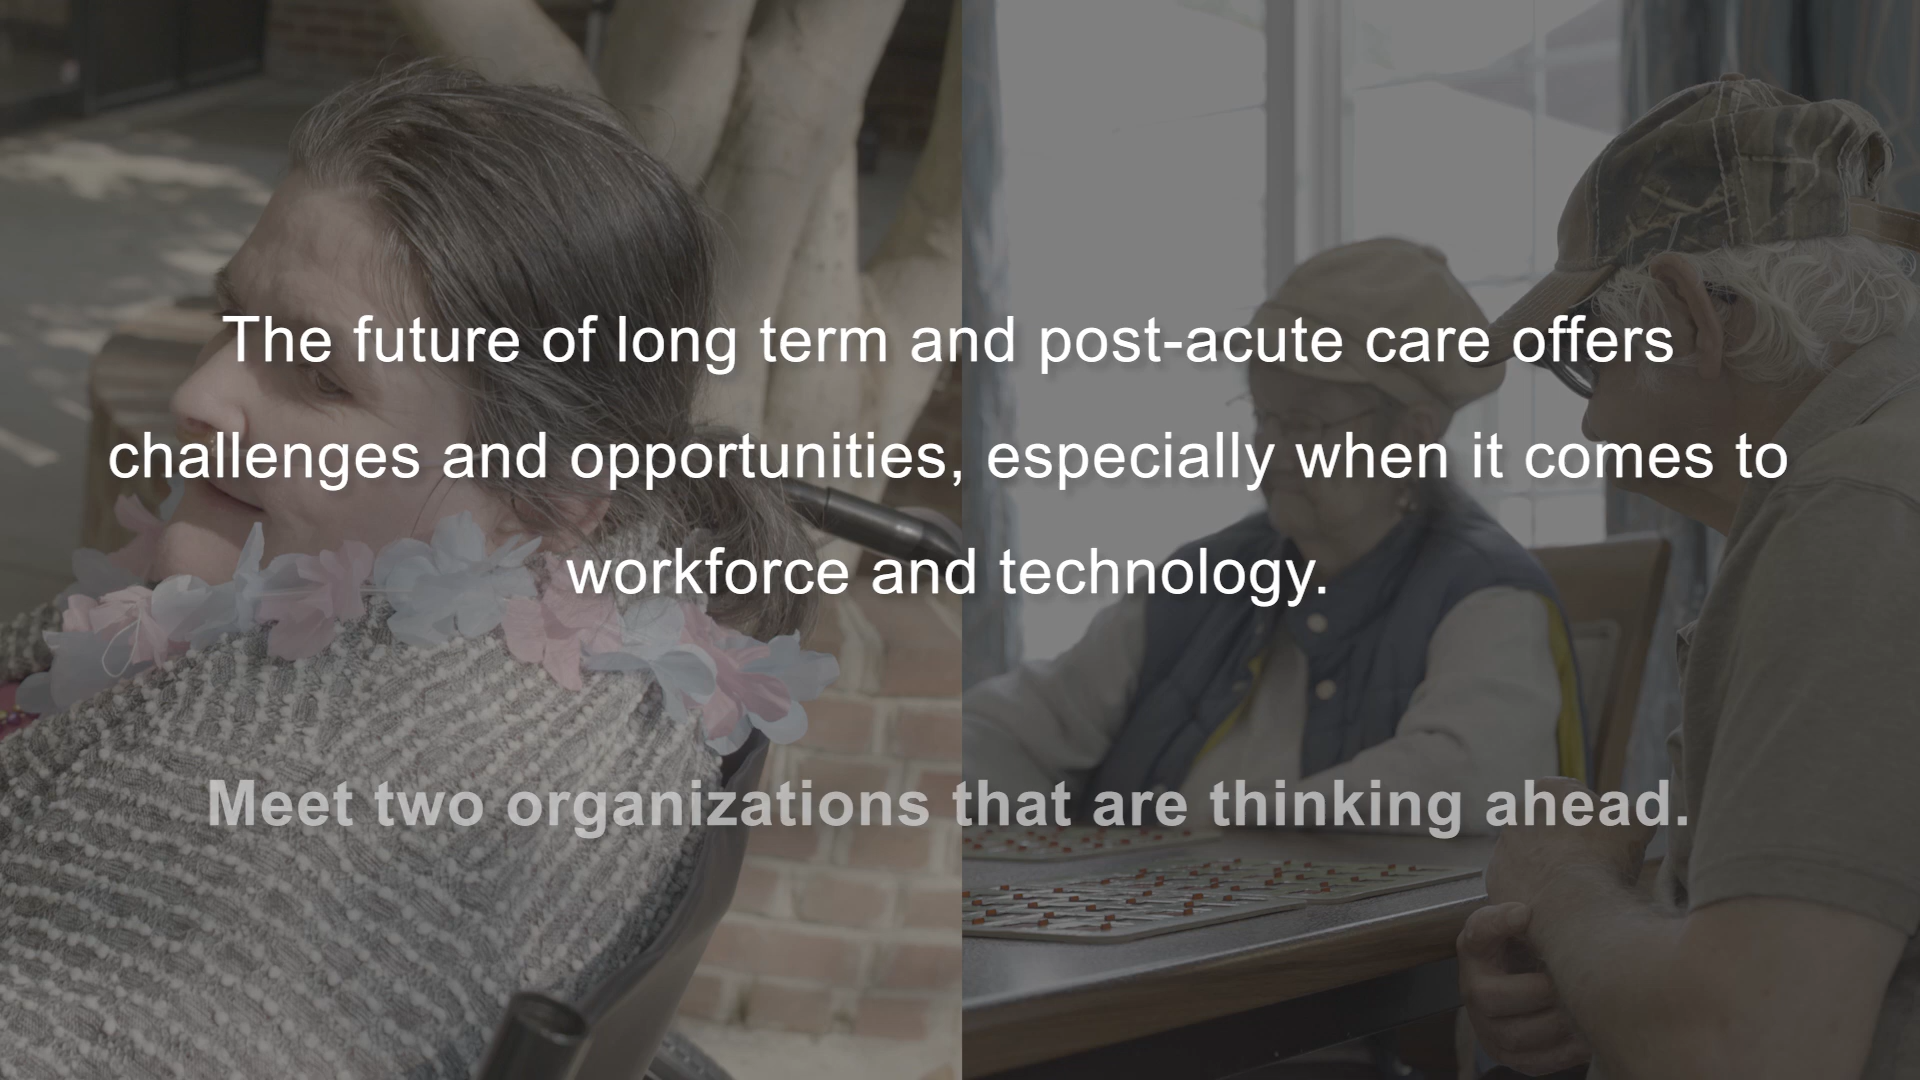 The future of long term and post-acute care offers
challenges and opportunities, especially when it comes to
workforce and technology.
Meet two organizations that are thinking ahead.